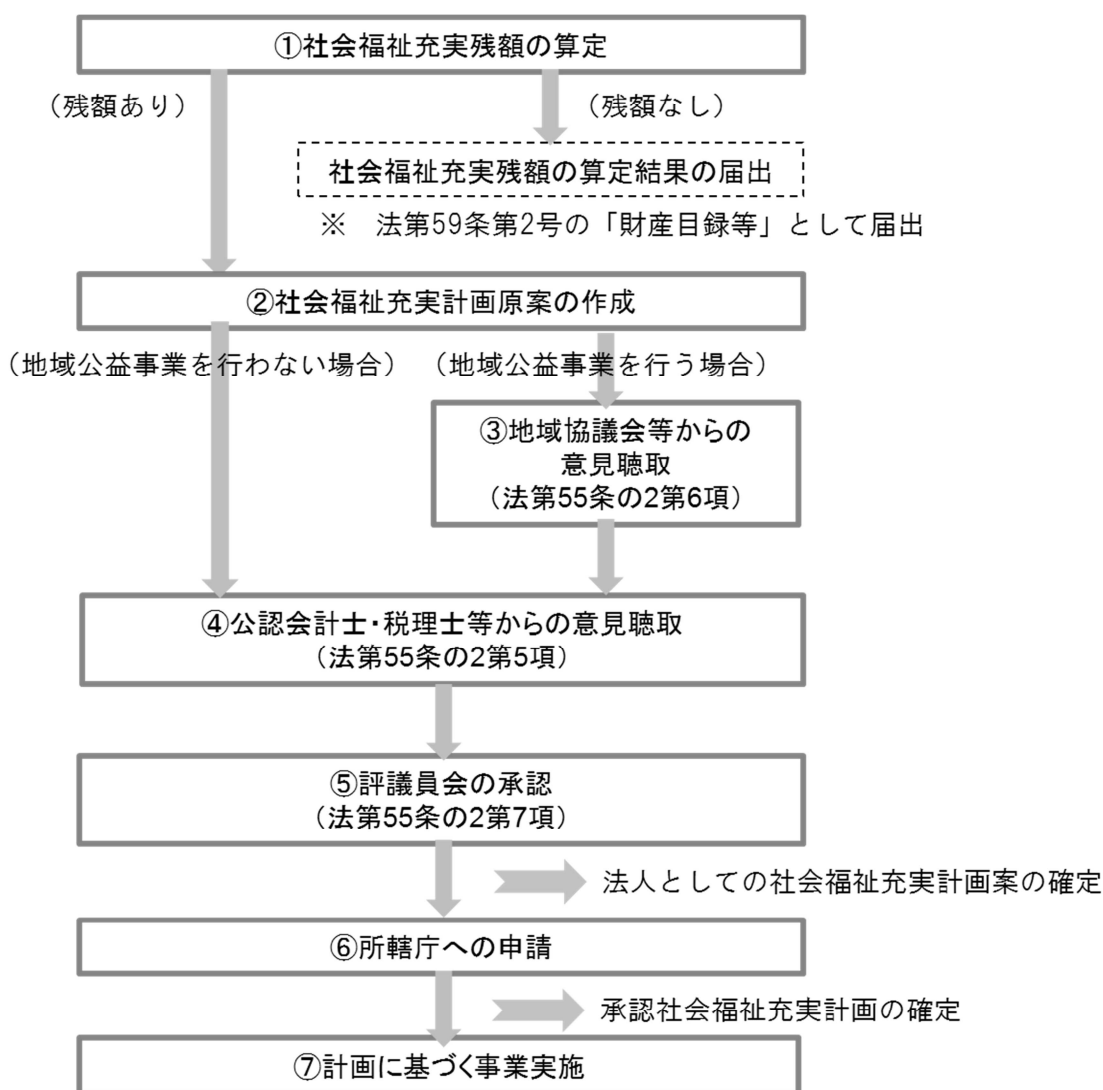 ①社会福祉充実残額の算定
（残額あり）
（残額なし）
社会福祉充実残額の算定結果の届出
※　法第59条第2号の「財産目録等」として届出
②社会福祉充実計画原案の作成
（地域公益事業を行わない場合）
（地域公益事業を行う場合）
③地域協議会等からの
意見聴取
（法第55条の2第6項）
④公認会計士・税理士等からの意見聴取
（法第55条の2第5項）
⑤評議員会の承認
（法第55条の2第7項）
法人としての社会福祉充実計画案の確定
⑥所轄庁への申請
承認社会福祉充実計画の確定
⑦計画に基づく事業実施